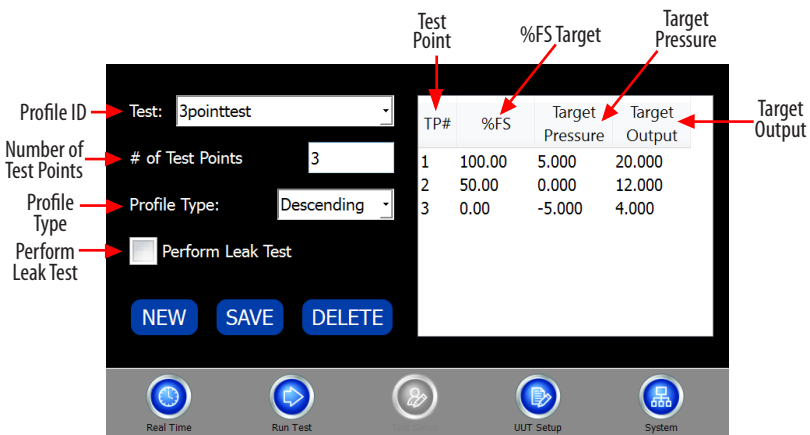 Test
Point
%FS Target
Target
Pressure
Profile ID
Test: 3pointtest
TP# %FS Target Pressure Target Output
Target
Output
Number of
Test Points
# of Test Points 3
1 100.00 5.000 20.000
2 50.00 0.000 12.000
3 0.00 -5.000 4.000
Profile
Type
Profile Type: Descending
Perform
Leak Test
Perform Leak Test
NEW SAVE DELETE
Real Time Run Test Test Setup UUT Setup System